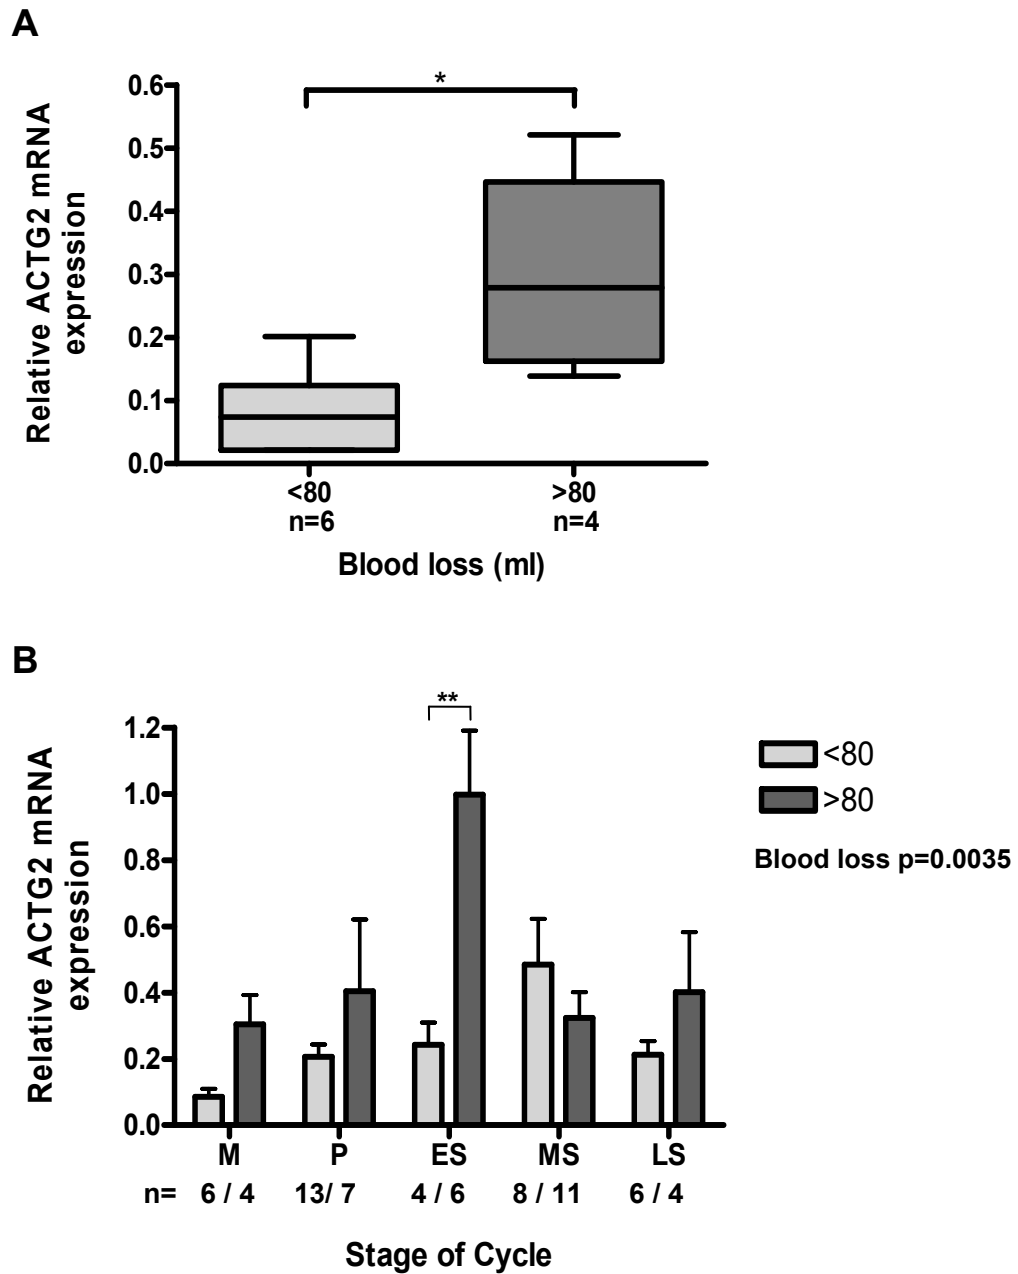 A
*
Relative ACTG2 mRNA
expression
0.6
0.5
0.4
0.3
0.2
0.1
0.0
<80 >80
n=6 n=4
Blood loss (ml)
B
**
Relative ACTG2 mRNA
expression
1.2
1.0
0.8
0.6
0.4
0.2
0.0
<80
>80
Blood loss p=0.0035
M P ES MS LS
n= 6 / 4 13/ 7 4 / 6 8 / 11 6 / 4
Stage of Cycle